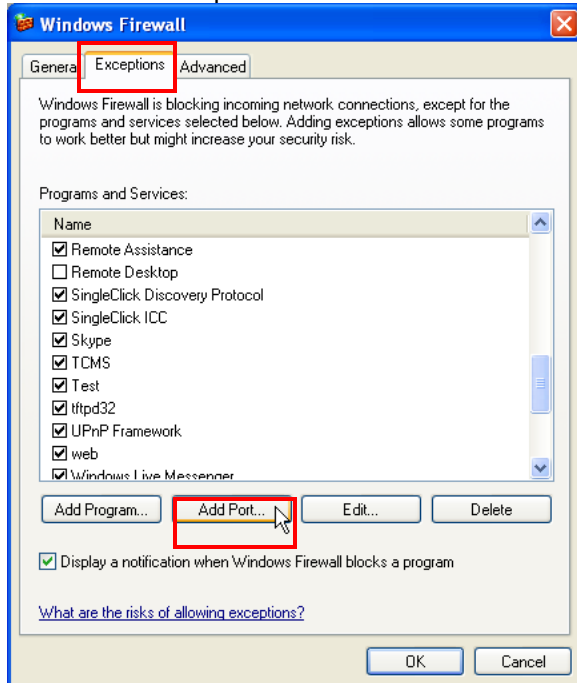 Windows Firewall
General Exceptions Advanced
Windows Firewall is blocking incoming network connections, except for the
programs and services selected below. Adding exceptions allows some programs
to work better but might increase your security risk.
Programs and Services:
Name
Remote Assistance
Remote Desktop
SingleClick Discovery Protocol
SingleClick ICC
Skype
TCMS
Test
tftpd32
UPnP Framework
web
Windows Live Messenger
Add Program... Add Port... Edit... Delete
Display a notification when Windows Firewall blocks a program
What are the risks of allowing exceptions?
OK Cancel